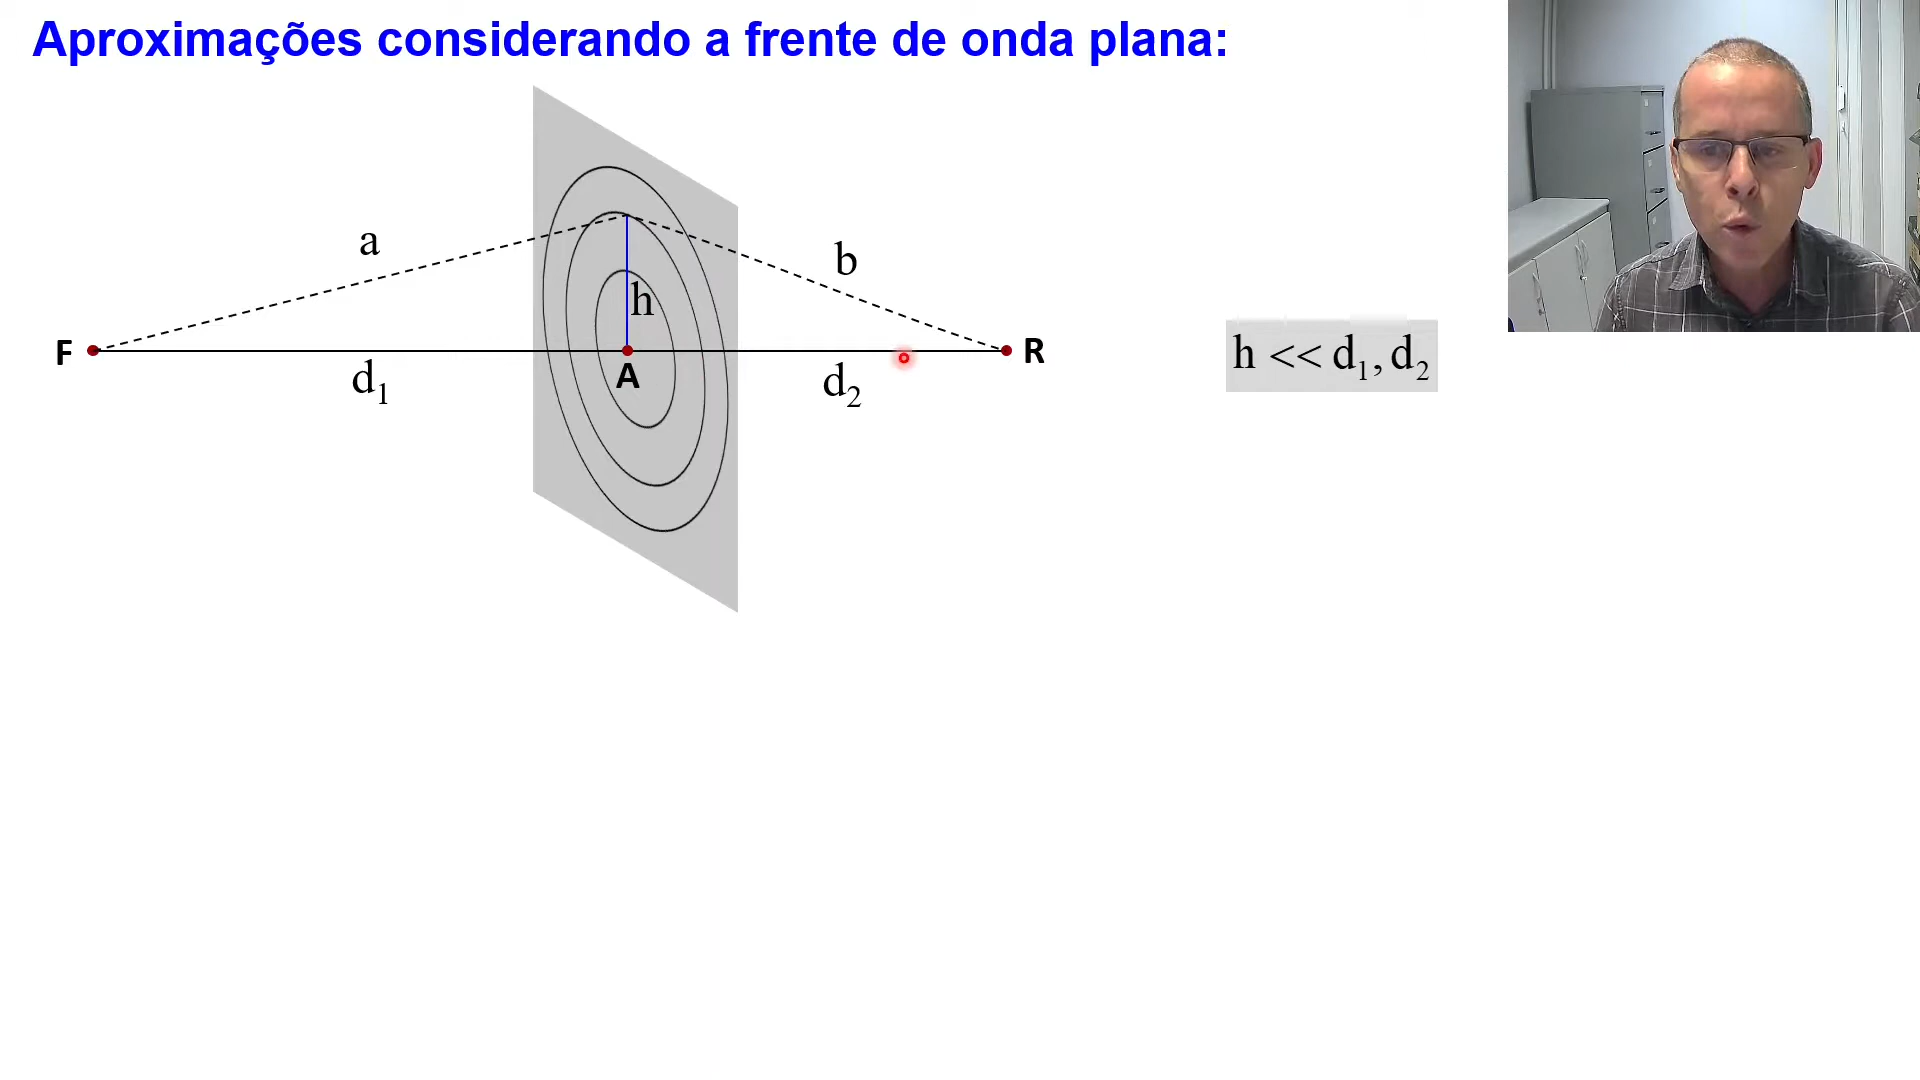 Aproximações considerando a frente de onda plana:
a
b
h
F
A
R
d₁
d₂
h << d₁, d₂